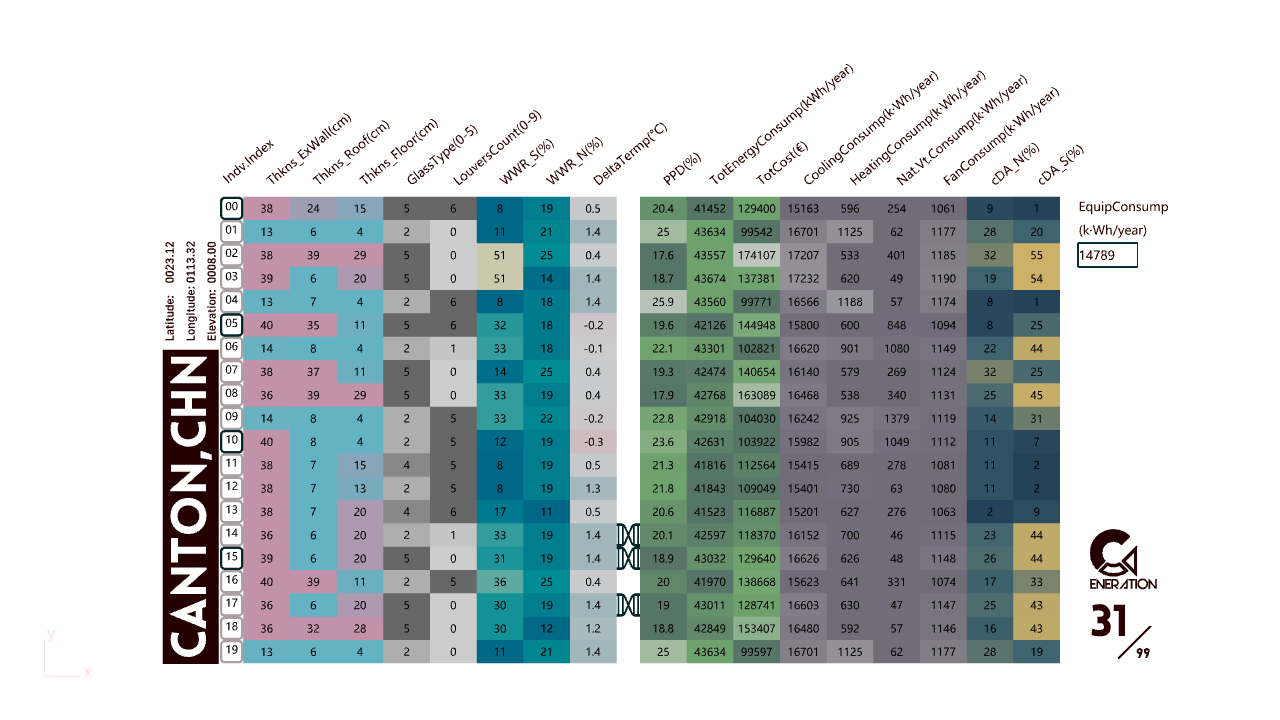 Indv.Index Thkns_ExWall(cm) Thkns_Roof(cm) Thkns_Floor(cm) GlassType(0-5) LouversCount(0-9) WWR_S(%) WWR_N(%) DeltaTermp(°C) PPD(%) TotEnergyConsump(kWh/year) TotCost(€) CoolingConsump(k·Wh/year) HeatingConsump(k·Wh/year) Nat.Vt.Consump(k·Wh/year) FanConsump(k·Wh/year) cDA_N(%) cDA_S(%)
00 38 24 15 5 6 8 19 0.5 20.4 41452 129400 15163 596 254 1061 9 1
01 13 6 4 2 0 11 21 1.4 25 43634 99542 16701 1125 62 1177 28 20
02 38 39 29 5 0 51 25 0.4 17.6 43557 174107 17207 533 401 1185 32 55
03 39 6 20 5 0 51 14 1.4 18.7 43674 137381 17232 620 49 1190 19 54
04 13 7 4 2 6 8 18 1.4 25.9 43560 99771 16566 1188 57 1174 8 1
05 40 35 11 5 6 32 18 -0.2 19.6 42126 144948 15800 600 848 1094 8 25
06 14 8 4 2 1 33 18 -0.1 22.1 43301 102821 16620 901 1080 1149 22 44
07 38 37 11 5 0 14 25 0.4 19.3 42474 140654 16140 579 269 1124 32 25
08 36 39 29 5 0 33 19 0.4 17.9 42768 163089 16468 538 340 1131 25 45
09 14 8 4 2 5 33 22 -0.2 22.8 42918 104030 16242 925 1379 1119 14 31
10 40 8 4 2 5 12 19 -0.3 23.6 42631 103922 15982 905 1049 1112 11 7
11 38 7 15 4 5 8 19 0.5 21.3 41816 112564 15415 689 278 1081 11 2
12 38 7 13 2 5 8 19 1.3 21.8 41843 109049 15401 730 63 1080 11 2
13 38 7 20 4 6 17 11 0.5 20.6 41523 116887 15201 627 276 1063 2 9
14 36 6 20 2 1 33 19 1.4 20.1 42597 118370 16152 700 46 1115 23 44
15 39 6 20 5 0 31 19 1.4 18.9 43032 129640 16626 626 48 1148 26 44
16 40 39 11 2 5 36 25 0.4 20 41970 138668 15623 641 331 1074 17 33
17 36 6 20 5 0 30 19 1.4 19 43011 128741 16603 630 47 1147 25 43
18 36 32 28 5 0 30 12 1.2 18.8 42849 153407 16480 592 57 1146 16 43
19 13 6 4 2 0 11 21 1.4 25 43634 99597 16701 1125 62 1177 28 19
EquipConsump
(k·Wh/year)
14789
Latitude: 0023.12
Longitude: 0113.32
Elevation: 0008.00
CANTON,CHN
ENERATION
31/99
y
x